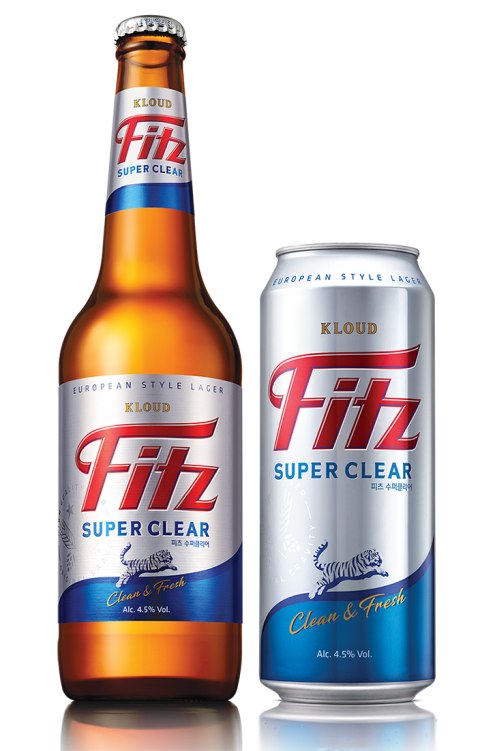 KLOUD
Fitz
SUPER CLEAR
EUROPEAN STYLE LAGER
KLOUD
Fitz
SUPER CLEAR
피츠 수퍼클리어
Clean & Fresh
Alc. 4.5% Vol.
EUROPEAN STYLE LAGER
KLOUD
Fitz
SUPER CLEAR
피츠 수퍼클리어
Clean & Fresh
Alc. 4.5% Vol.